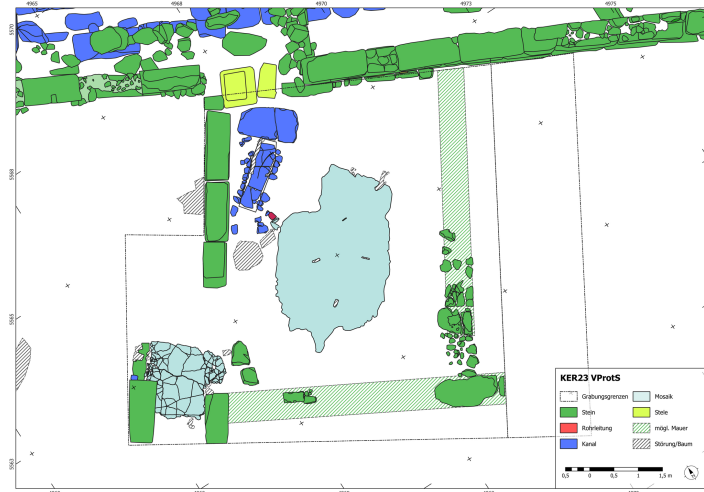 4965 4968 4970 4973 4975
5570
5568
5565
5563
KER23 VProtS
Grabungsgrenzen Mosaik
Stein Stele
Rohrleitung mögl. Mauer
Kanal Störung/Baum
0,5 0 0,5 1 1,5 m